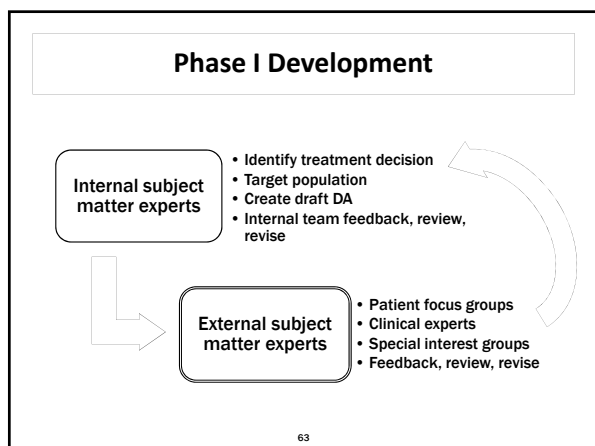 Phase I Development
Internal subject
matter experts
• Identify treatment decision
• Target population
• Create draft DA
• Internal team feedback, review,
revise
External subject
matter experts
• Patient focus groups
• Clinical experts
• Special interest groups
• Feedback, review, revise
63